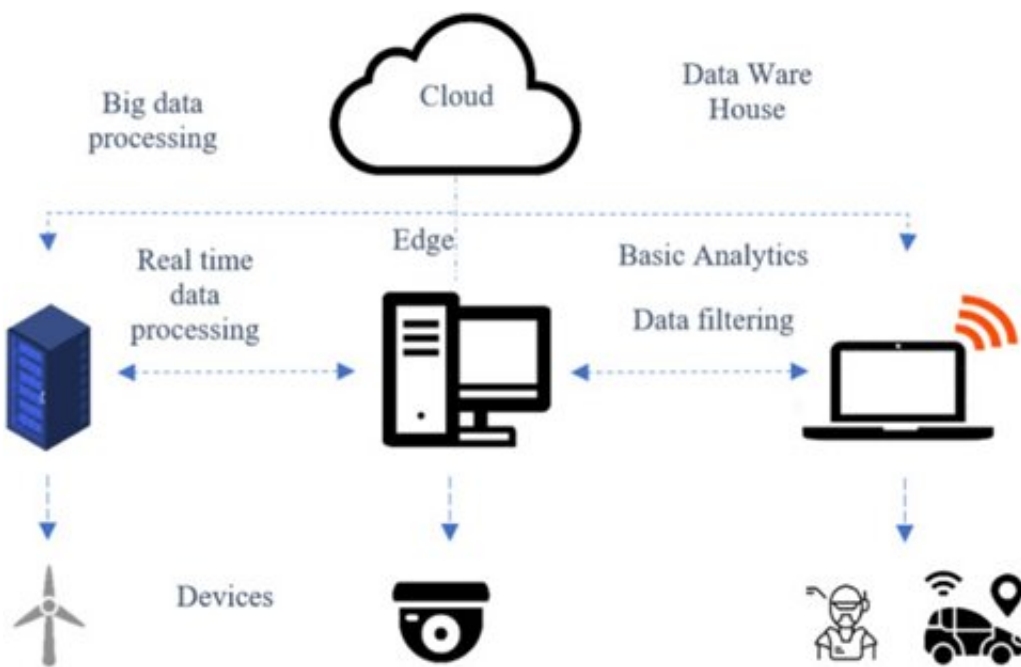 Cloud
Data Ware
House
Big data
processing
Edge
Real time
data
processing
Basic Analytics
Data filtering
Devices